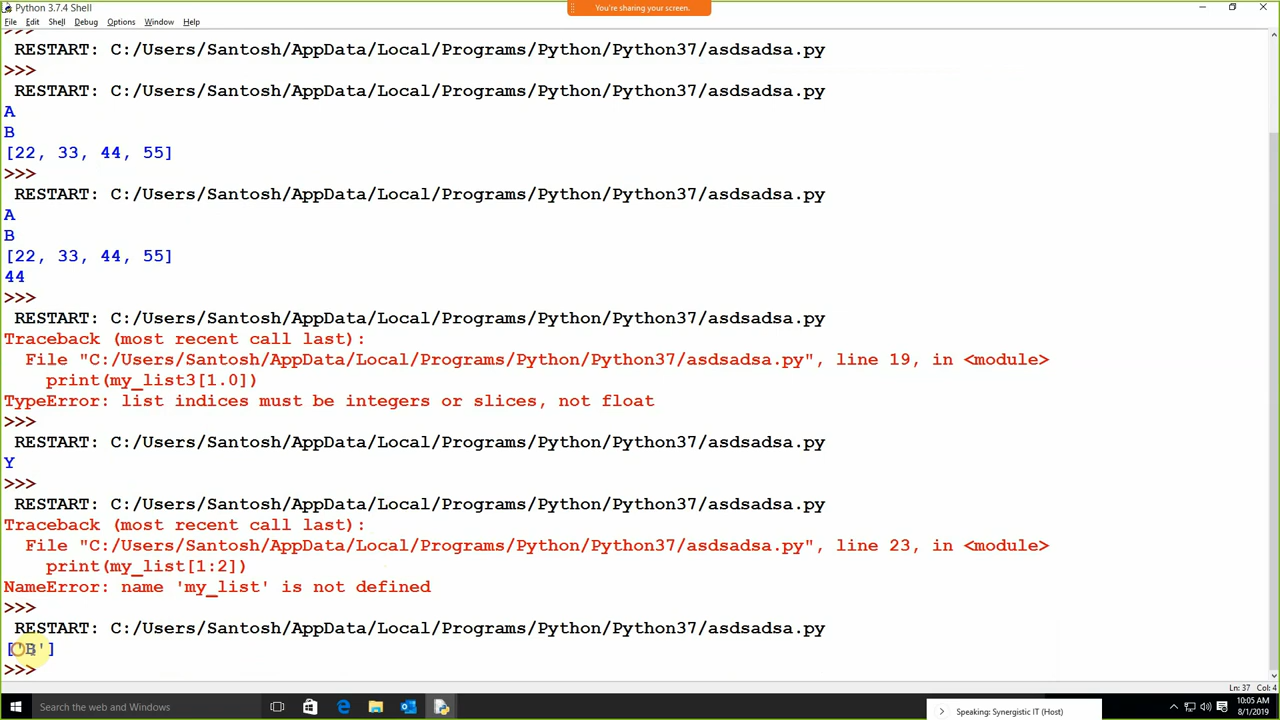 Python 3.7.4 Shell
You're sharing your screen.
File Edit Shell Debug Options Window Help
>>>
RESTART: C:/Users/Santosh/AppData/Local/Programs/Python/Python37/asdsadsa.py
>>>
RESTART: C:/Users/Santosh/AppData/Local/Programs/Python/Python37/asdsadsa.py
A
B
[22, 33, 44, 55]
>>>
RESTART: C:/Users/Santosh/AppData/Local/Programs/Python/Python37/asdsadsa.py
A
B
[22, 33, 44, 55]
44
>>>
RESTART: C:/Users/Santosh/AppData/Local/Programs/Python/Python37/asdsadsa.py
Traceback (most recent call last):
File "C:/Users/Santosh/AppData/Local/Programs/Python/Python37/asdsadsa.py", line 19, in <module>
print(my_list3[1.0])
TypeError: list indices must be integers or slices, not float
>>>
RESTART: C:/Users/Santosh/AppData/Local/Programs/Python/Python37/asdsadsa.py
Y
>>>
RESTART: C:/Users/Santosh/AppData/Local/Programs/Python/Python37/asdsadsa.py
Traceback (most recent call last):
File "C:/Users/Santosh/AppData/Local/Programs/Python/Python37/asdsadsa.py", line 23, in <module>
print(my_list[1:2])
NameError: name 'my_list' is not defined
>>>
RESTART: C:/Users/Santosh/AppData/Local/Programs/Python/Python37/asdsadsa.py
['B']
>>>
Ln: 37 Col: 4
Search the web and Windows
Speaking: Synergistic IT (Host)
10:05 AM
8/1/2019